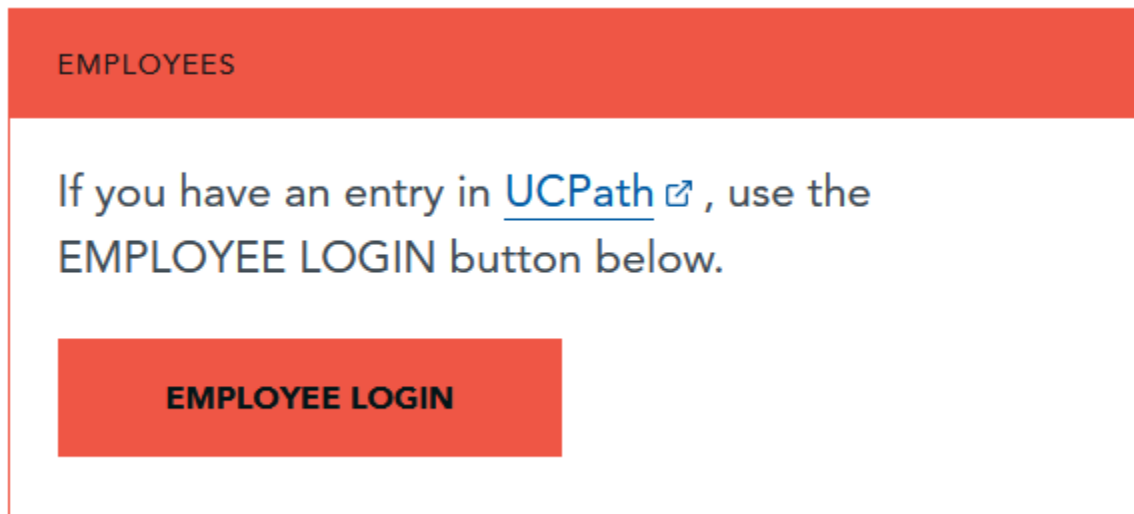 EMPLOYEES
If you have an entry in UCPath , use the
EMPLOYEE LOGIN button below.
EMPLOYEE LOGIN